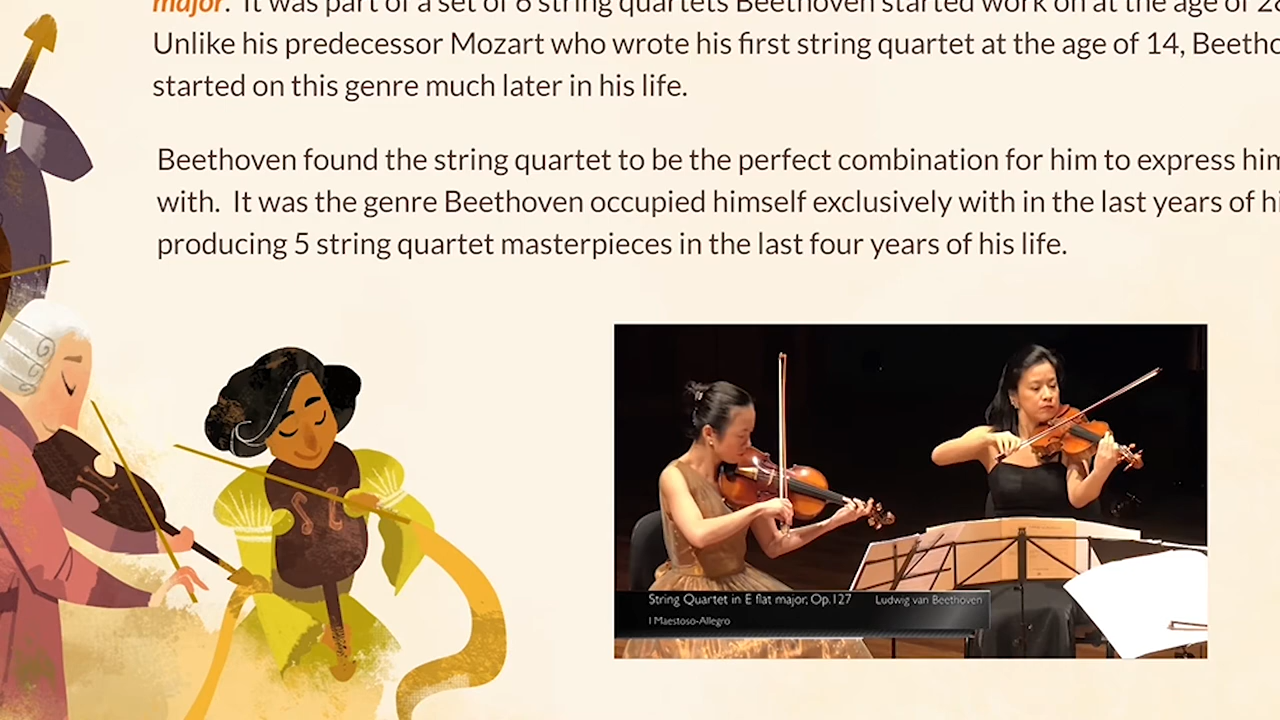 major. It was part of a set of 6 string quartets Beethoven started work on at the age of 28
Unlike his predecessor Mozart who wrote his first string quartet at the age of 14, Beetho
started on this genre much later in his life.
Beethoven found the string quartet to be the perfect combination for him to express him
with. It was the genre Beethoven occupied himself exclusively with in the last years of hi
producing 5 string quartet masterpieces in the last four years of his life.
String Quartet in E flat major, Op.127 Ludwig van Beethoven
I Maestoso-Allegro